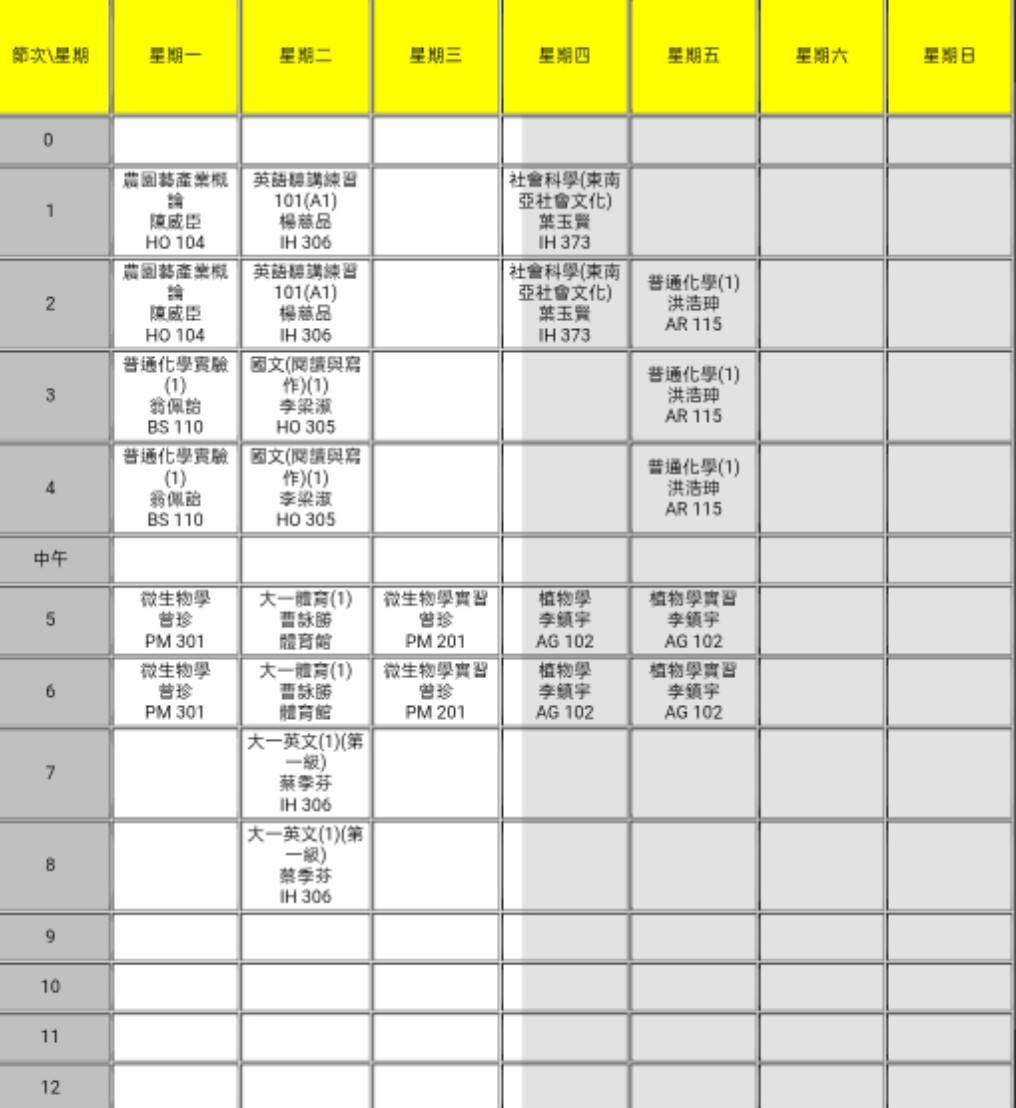 節次\星期 星期一 星期二 星期三 星期四 星期五 星期六 星期日
0
1
農園藝產業概
論
陳威臣
HO 104
英語聽講練習
101(A1)
楊慈品
IH 306
社會科學(東南
亞社會文化)
葉玉賢
IH 373
2
農園藝產業概
論
陳威臣
HO 104
英語聽講練習
101(A1)
楊慈品
IH 306
社會科學(東南
亞社會文化)
葉玉賢
IH 373
普通化學(1)
洪浩珅
AR 115
3
普通化學實驗
(1)
翁佩詒
BS 110
國文(閱讀與寫
作)(1)
李梁淑
HO 305
普通化學(1)
洪浩珅
AR 115
4
普通化學實驗
(1)
翁佩詒
BS 110
國文(閱讀與寫
作)(1)
李梁淑
HO 305
普通化學(1)
洪浩珅
AR 115
中午
5
微生物學
曾珍
PM 301
大一體育(1)
曹詠勝
體育館
微生物學實習
曾珍
PM 201
植物學
李鎮宇
AG 102
植物學實習
李鎮宇
AG 102
6
微生物學
曾珍
PM 301
大一體育(1)
曹詠勝
體育館
微生物學實習
曾珍
PM 201
植物學
李鎮宇
AG 102
植物學實習
李鎮宇
AG 102
7
大一英文(1)(第
一級)
蔡季芬
IH 306
8
大一英文(1)(第
一級)
蔡季芬
IH 306
9
10
11
12